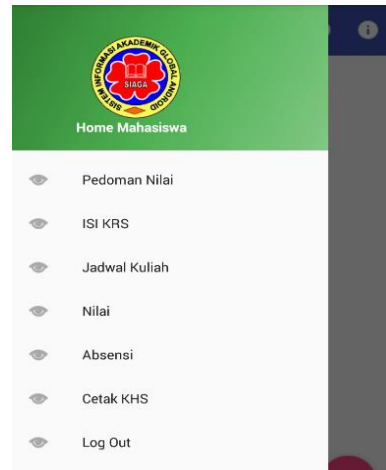 SISTEM INFORMASI AKADEMIK GLOBAL ANDROID
SIAGA
Home Mahasiswa
Pedoman Nilai
ISI KRS
Jadwal Kuliah
Nilai
Absensi
Cetak KHS
Log Out